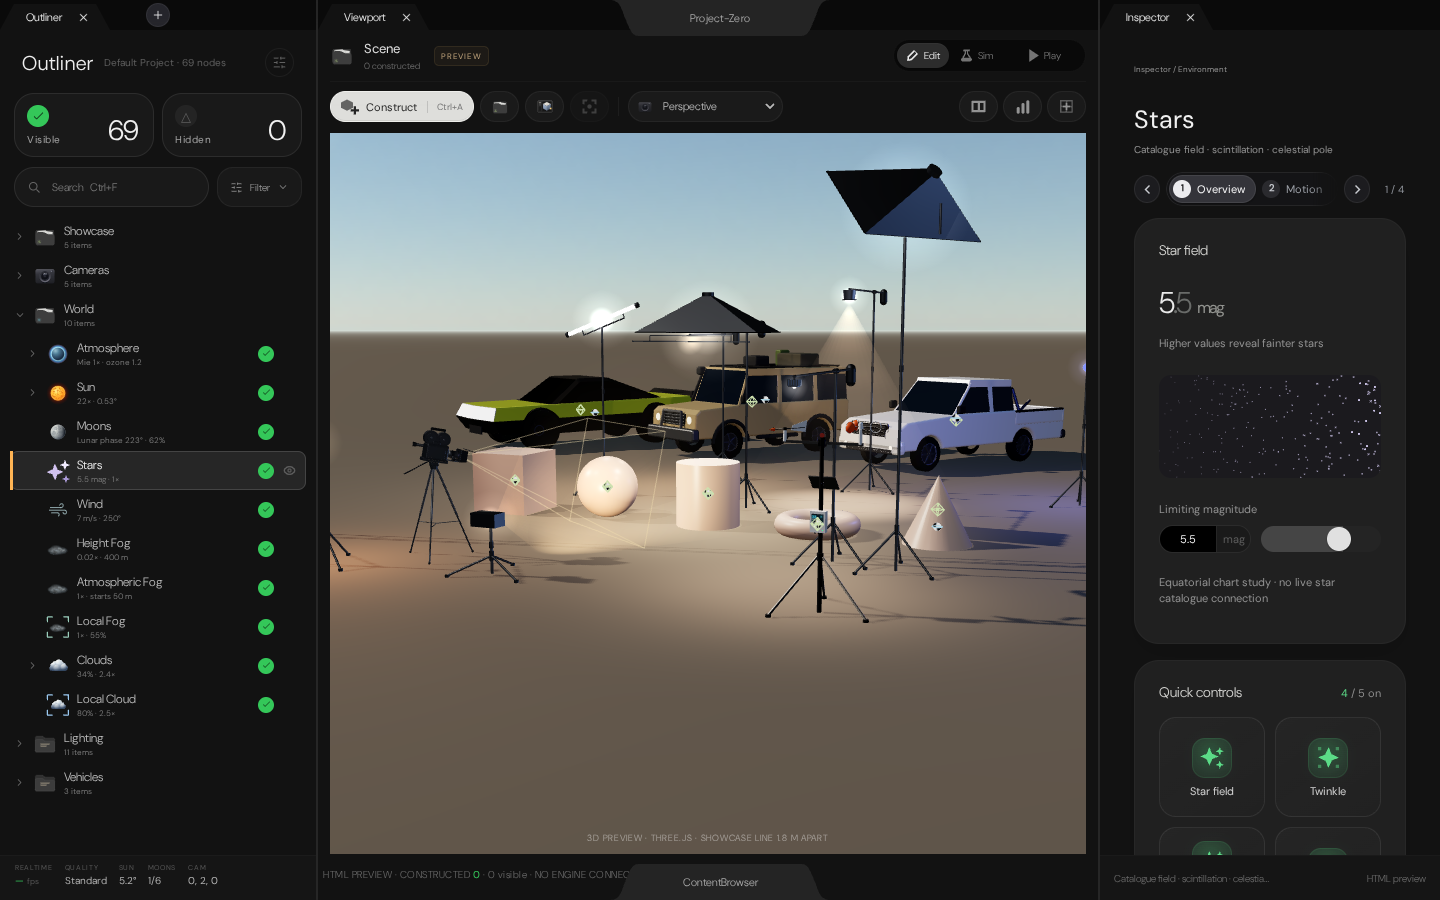 Outliner
Viewport
Project-Zero
Inspector
Outliner
Default Project · 69 nodes
Scene
0 constructed
PREVIEW
Edit
Sim
Play
Inspector / Environment
Visible
69
Hidden
0
Construct
Ctrl+A
Perspective
Stars
Catalogue field · scintillation · celestial pole
Search Ctrl+F
Filter
1 Overview
2 Motion
1 / 4
Showcase
5 items
Cameras
5 items
World
10 items
Atmosphere
Mie 1× · ozone 1.2
Sun
22× · 0.53°
Moons
Lunar phase 223° · 62%
Stars
5.5 mag · 1×
Wind
7 m/s · 250°
Height Fog
0.02× · 400 m
Atmospheric Fog
1× · starts 50 m
Local Fog
1× · 55%
Clouds
34% · 2.4×
Local Cloud
80% · 2.5×
Lighting
11 items
Vehicles
3 items
Star field
5.5 mag
Higher values reveal fainter stars
Limiting magnitude
5.5 mag
Equatorial chart study · no live star
catalogue connection
Quick controls
4 / 5 on
Star field
Twinkle
3D PREVIEW · THREE.JS · SHOWCASE LINE 1.8 M APART
REALTIME
– fps
QUALITY
Standard
SUN
5.2°
MOONS
1/6
CAM
0, 2, 0
HTML PREVIEW · CONSTRUCTED 0 · 0 visible · NO ENGINE CONNEC
ContentBrowser
Catalogue field · scintillation · celestia...
HTML preview